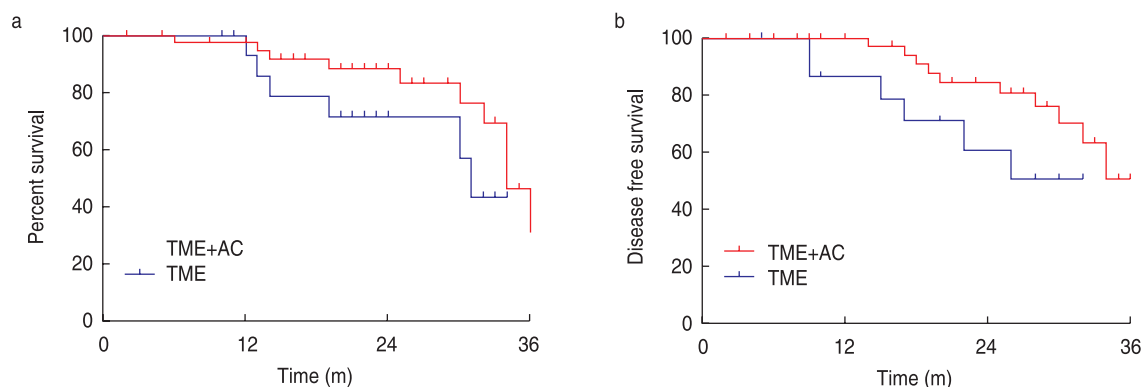 a
100
80
60
40
20
0
Percent survival
TME+AC
TME
0 12 24 36
Time (m)
b
100
80
60
40
20
0
Disease free survival
TME+AC
TME
0 12 24 36
Time (m)